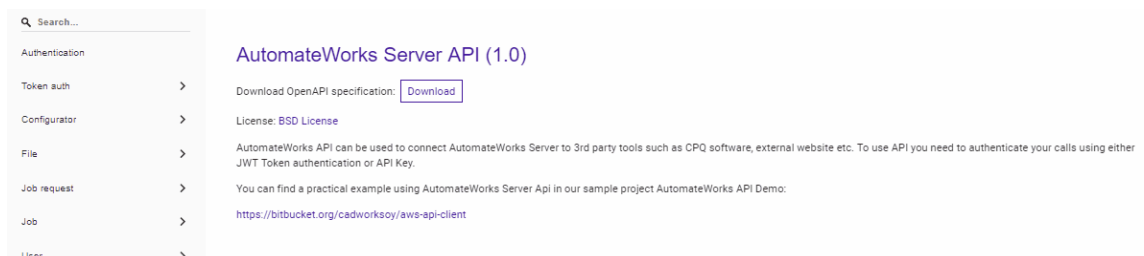 Search...
Authentication
Token auth
Configurator
File
Job request
Job
User
AutomateWorks Server API (1.0)
Download OpenAPI specification: Download
License: BSD License
AutomateWorks API can be used to connect AutomateWorks Server to 3rd party tools such as CPQ software, external website etc. To use API you need to authenticate your calls using either
JWT Token authentication or API Key.
You can find a practical example using AutomateWorks Server Api in our sample project AutomateWorks API Demo:
https://bitbucket.org/cadworksoy/aws-api-client